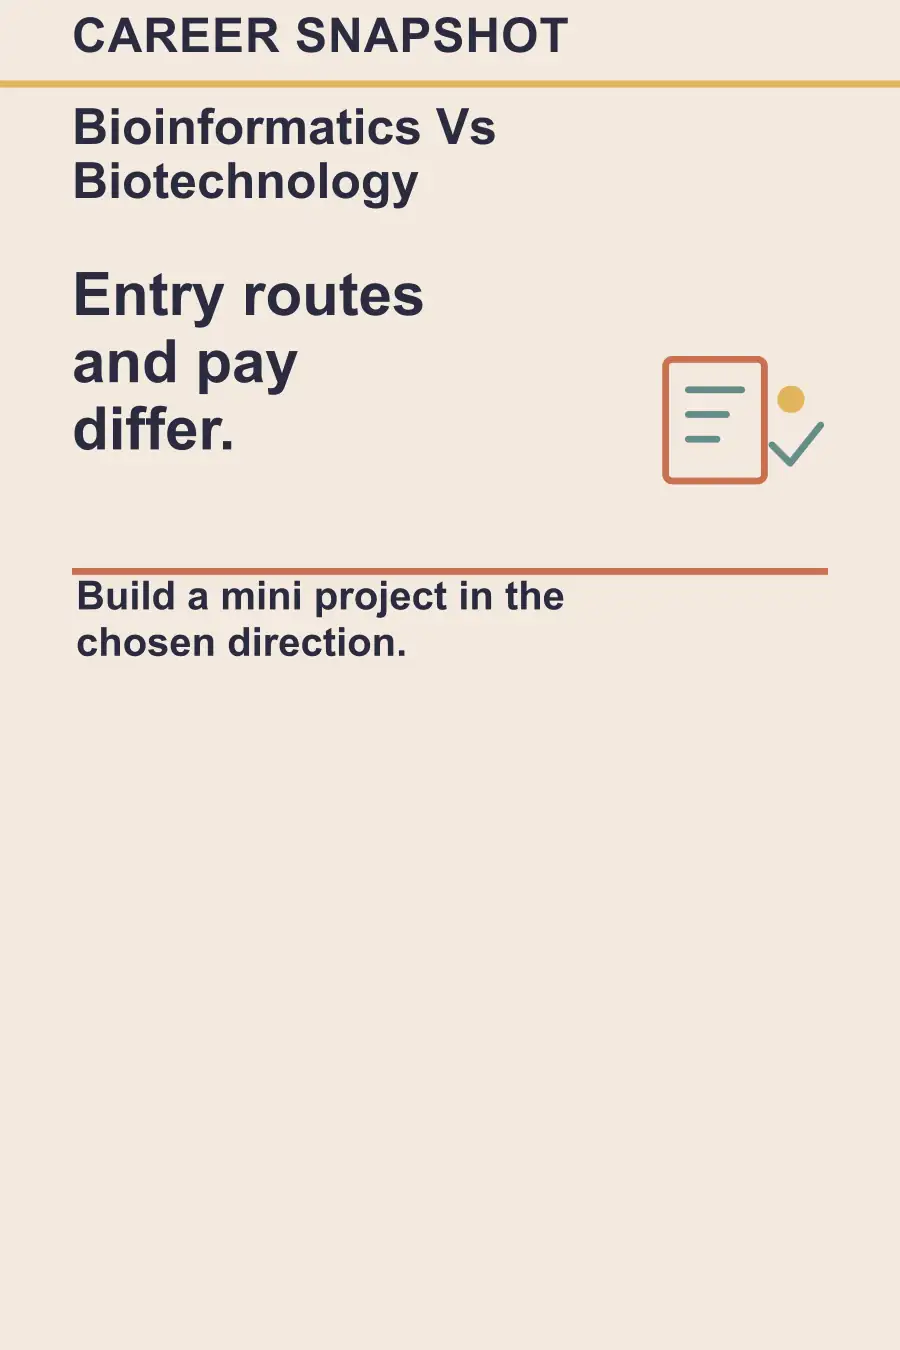 CAREER SNAPSHOT
Bioinformatics Vs
Biotechnology
Entry routes
and pay
differ.
Build a mini project in the
chosen direction.